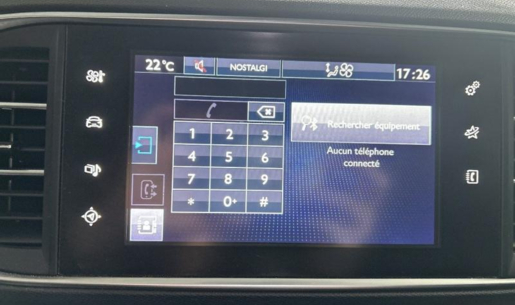 22°C NOSTALGI 17:26
Rechercher équipement
Aucun téléphone
connecté
1 2 3
4 5 6
7 8 9
* 0+ #